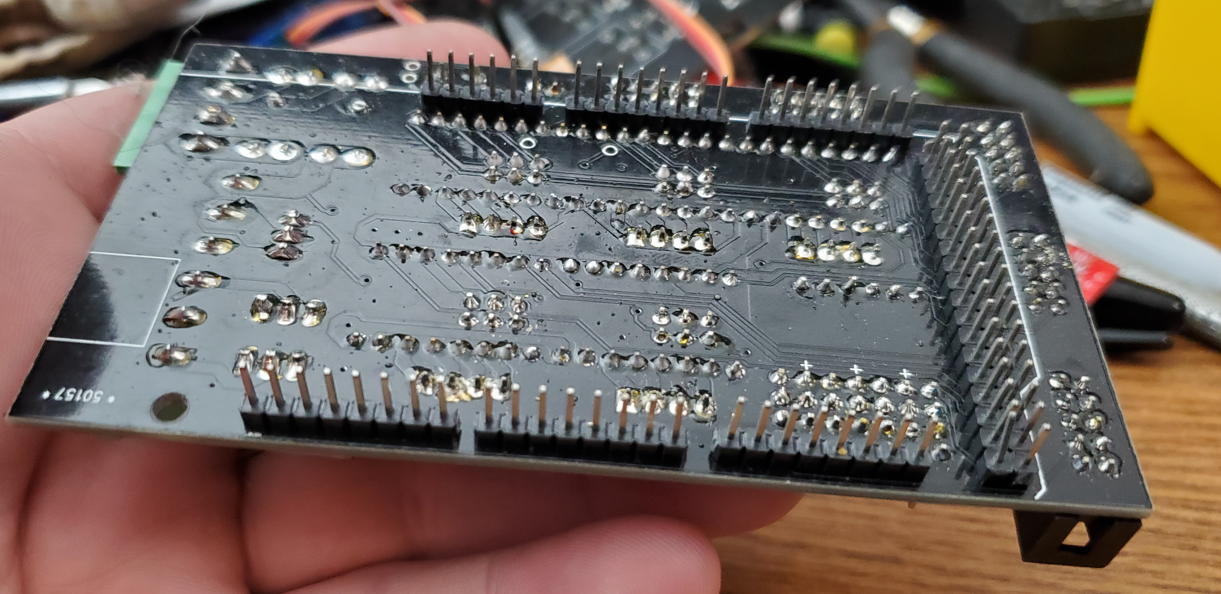 *50157*
+ + +